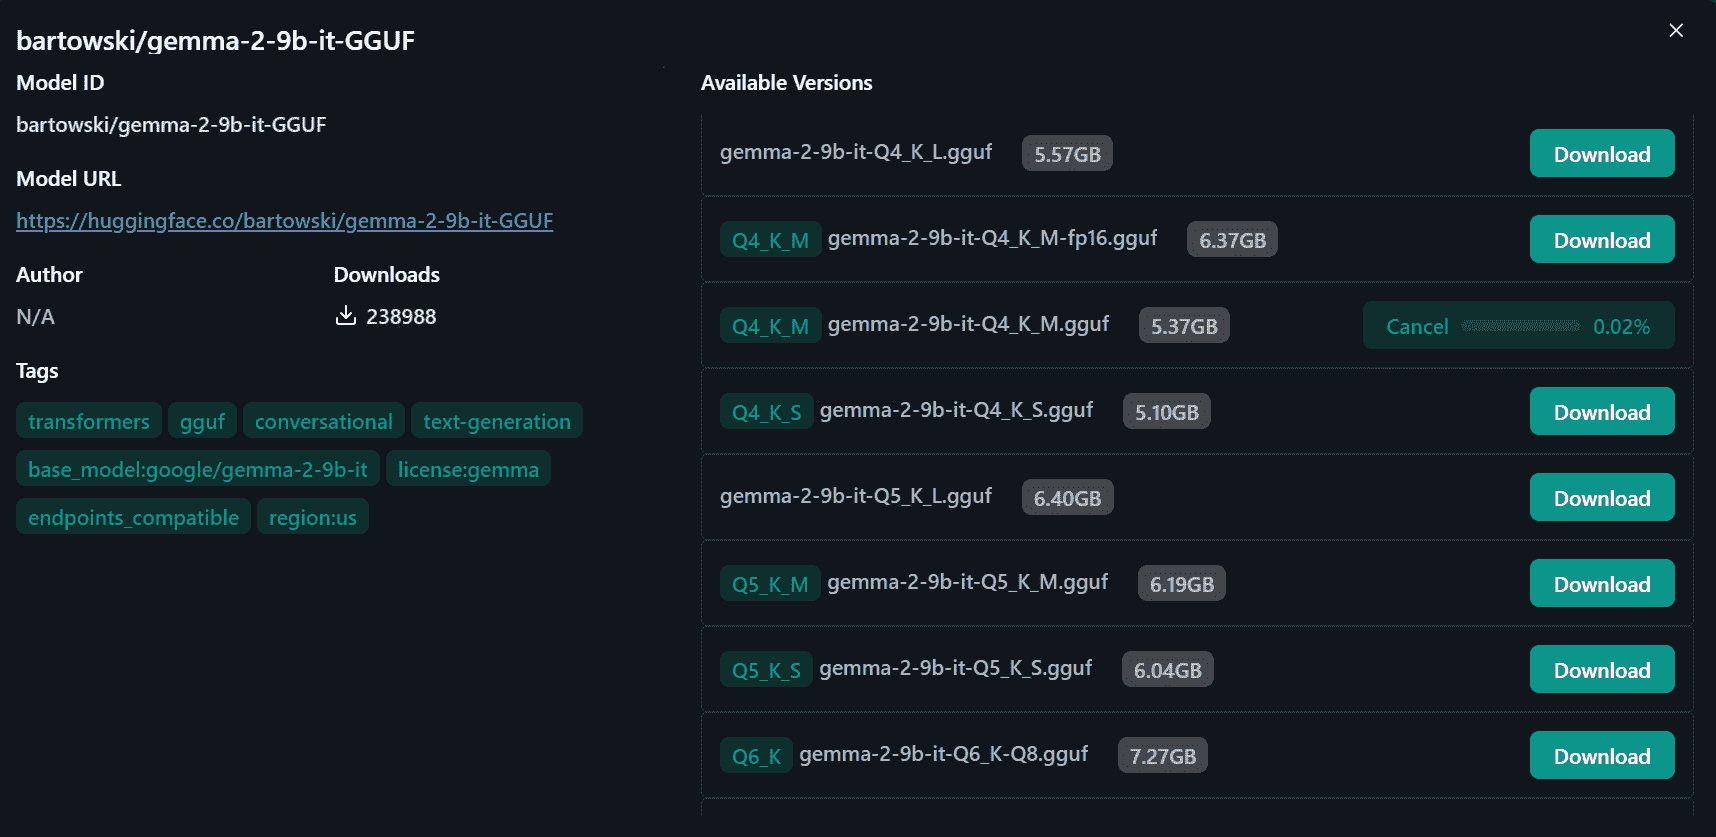 bartowski/gemma-2-9b-it-GGUF
Model ID
bartowski/gemma-2-9b-it-GGUF
Model URL
https://huggingface.co/bartowski/gemma-2-9b-it-GGUF
Author
Downloads
N/A
238988
Tags
transformers gguf conversational text-generation
base_model:google/gemma-2-9b-it license:gemma
endpoints_compatible region:us
Available Versions
gemma-2-9b-it-Q4_K_L.gguf 5.57GB Download
Q4_K_M gemma-2-9b-it-Q4_K_M-fp16.gguf 6.37GB Download
Q4_K_M gemma-2-9b-it-Q4_K_M.gguf 5.37GB Cancel 0.02%
Q4_K_S gemma-2-9b-it-Q4_K_S.gguf 5.10GB Download
gemma-2-9b-it-Q5_K_L.gguf 6.40GB Download
Q5_K_M gemma-2-9b-it-Q5_K_M.gguf 6.19GB Download
Q5_K_S gemma-2-9b-it-Q5_K_S.gguf 6.04GB Download
Q6_K gemma-2-9b-it-Q6_K-Q8.gguf 7.27GB Download